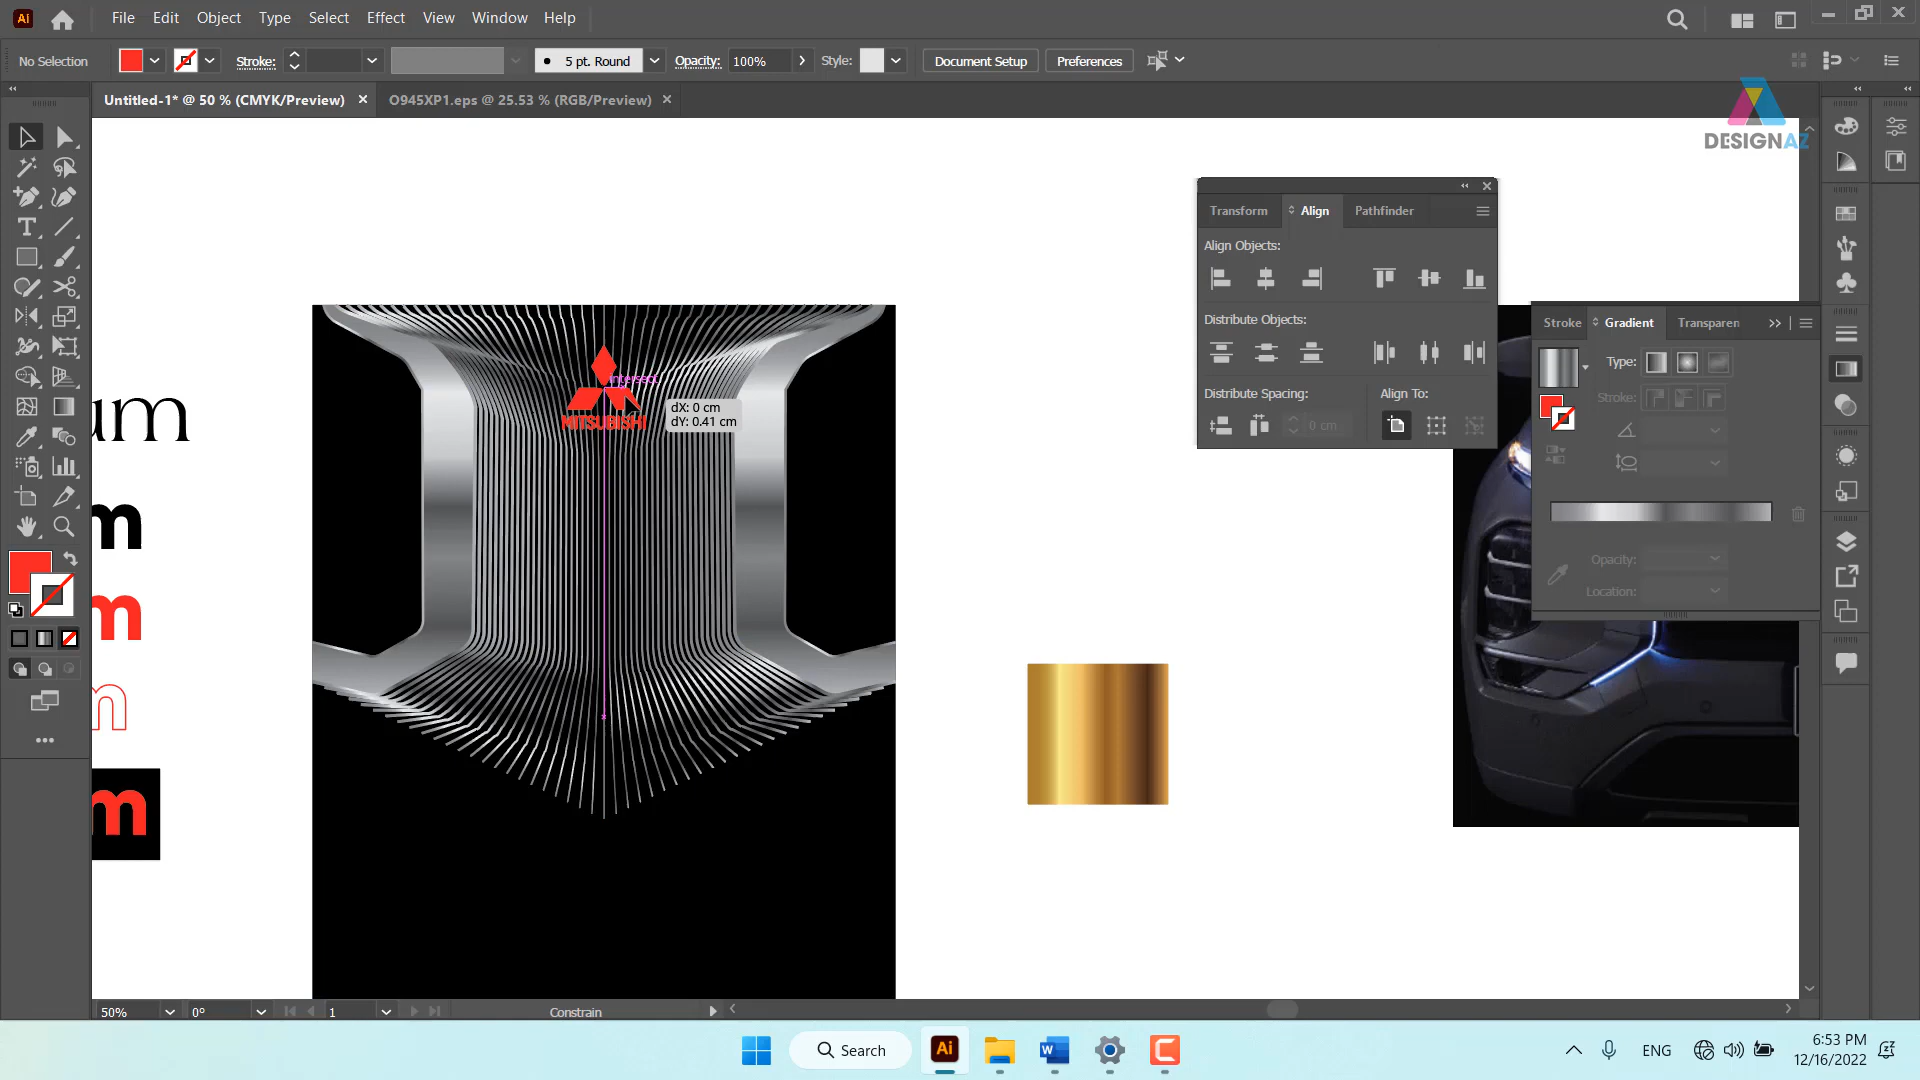 Ai
File Edit Object Type Select Effect View Window Help
No Selection
Stroke:
5 pt. Round
Opacity: 100%
Style:
Document Setup
Preferences
Untitled-1* @ 50 % (CMYK/Preview) ×
O945XP1.eps @ 25.53 % (RGB/Preview) ×
DESIGNAZ
Transform
Align
Pathfinder
Align Objects:
Distribute Objects:
Distribute Spacing:
Align To:
0 cm
Stroke
Gradient
Transparen
Type:
Stroke:
Opacity:
Location:
intersect
dX: 0 cm
dY: 0.41 cm
MITSUBISHI
um
m
m
m
m
50%
0°
1
Constrain
Search
Ai
W
C
ENG
6:53 PM
12/16/2022